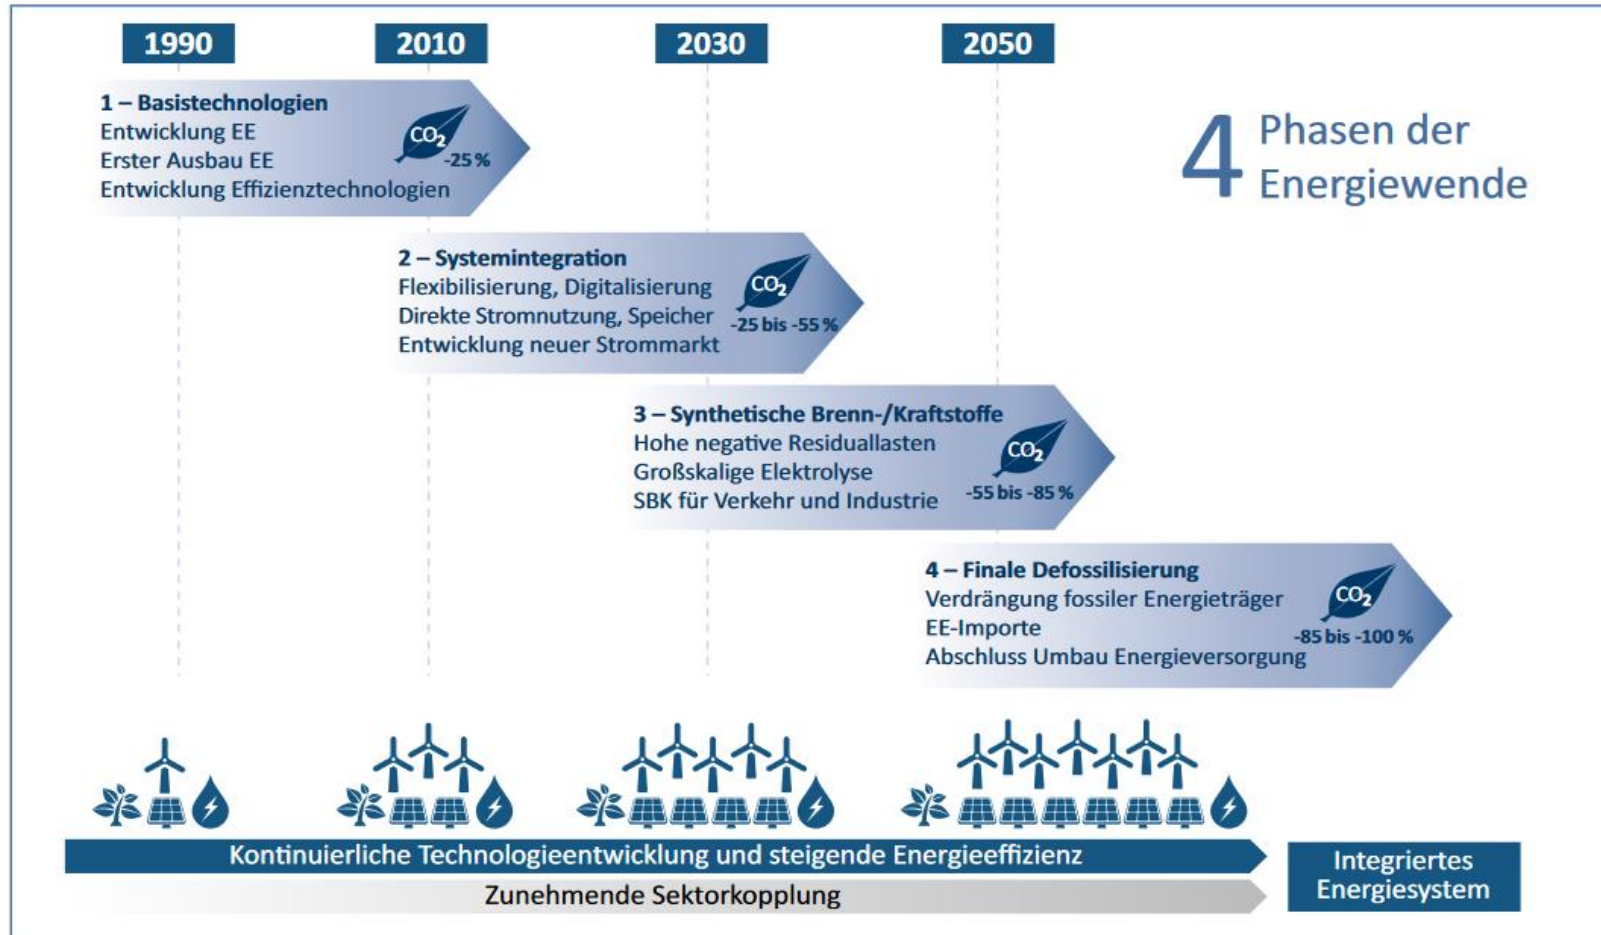 1990
2010
2030
2050
4 Phasen der
Energiewende
1 – Basistechnologien
Entwicklung EE
Erster Ausbau EE
Entwicklung Effizienztechnologien
CO₂
-25 %
2 – Systemintegration
Flexibilisierung, Digitalisierung
Direkte Stromnutzung, Speicher
Entwicklung neuer Strommarkt
CO₂
-25 bis -55 %
3 – Synthetische Brenn-/Kraftstoffe
Hohe negative Residuallasten
Großskalige Elektrolyse
SBK für Verkehr und Industrie
CO₂
-55 bis -85 %
4 – Finale Defossilisierung
Verdrängung fossiler Energieträger
EE-Importe
Abschluss Umbau Energieversorgung
CO₂
-85 bis -100 %
Kontinuierliche Technologieentwicklung und steigende Energieeffizienz
Zunehmende Sektorkopplung
Integriertes
Energiesystem